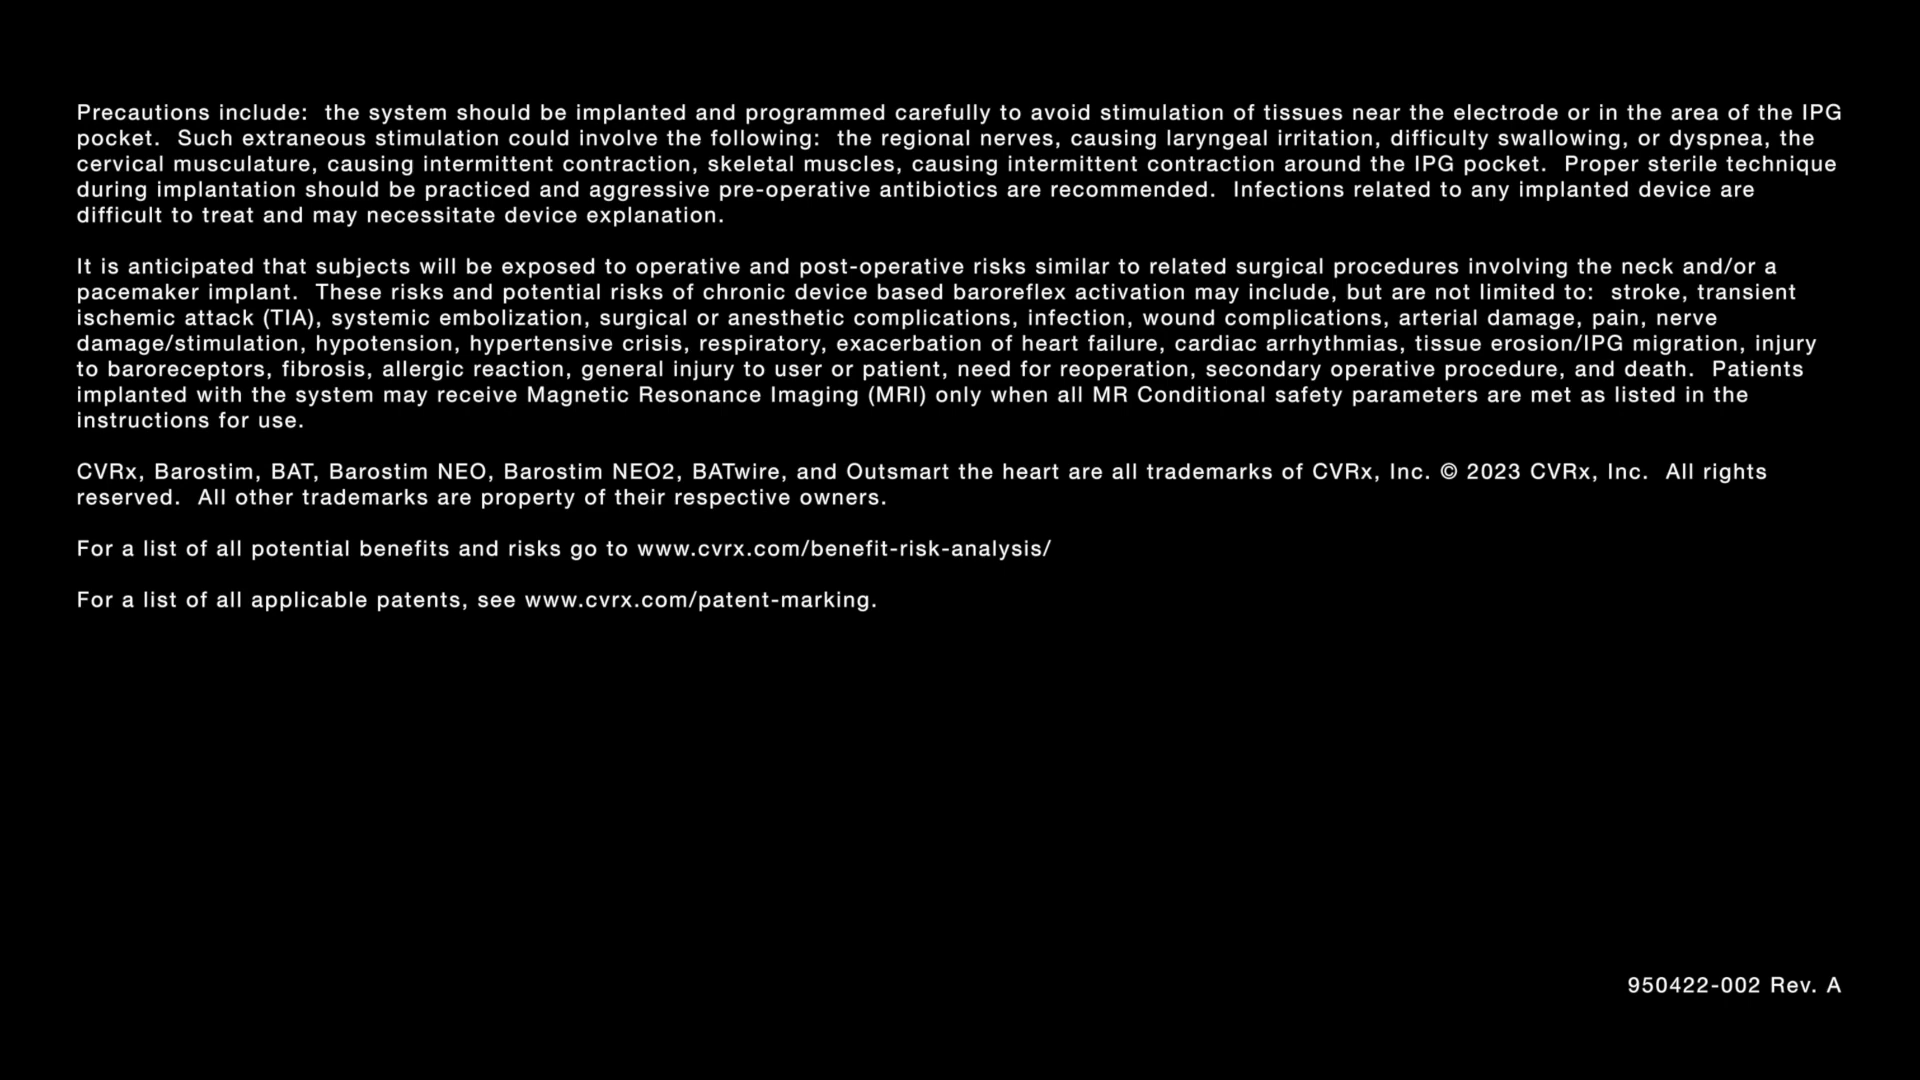 Precautions include:  the system should be implanted and programmed carefully to avoid stimulation of tissues near the electrode or in the area of the IPG
pocket.  Such extraneous stimulation could involve the following:  the regional nerves, causing laryngeal irritation, difficulty swallowing, or dyspnea, the
cervical musculature, causing intermittent contraction, skeletal muscles, causing intermittent contraction around the IPG pocket.  Proper sterile technique
during implantation should be practiced and aggressive pre-operative antibiotics are recommended.  Infections related to any implanted device are
difficult to treat and may necessitate device explanation.
It is anticipated that subjects will be exposed to operative and post-operative risks similar to related surgical procedures involving the neck and/or a
pacemaker implant.  These risks and potential risks of chronic device based baroreflex activation may include, but are not limited to:  stroke, transient
ischemic attack (TIA), systemic embolization, surgical or anesthetic complications, infection, wound complications, arterial damage, pain, nerve
damage/stimulation, hypotension, hypertensive crisis, respiratory, exacerbation of heart failure, cardiac arrhythmias, tissue erosion/IPG migration, injury
to baroreceptors, fibrosis, allergic reaction, general injury to user or patient, need for reoperation, secondary operative procedure, and death.  Patients
implanted with the system may receive Magnetic Resonance Imaging (MRI) only when all MR Conditional safety parameters are met as listed in the
instructions for use.
CVRx, Barostim, BAT, Barostim NEO, Barostim NEO2, BATwire, and Outsmart the heart are all trademarks of CVRx, Inc. © 2023 CVRx, Inc.  All rights
reserved.  All other trademarks are property of their respective owners.
For a list of all potential benefits and risks go to www.cvrx.com/benefit-risk-analysis/
For a list of all applicable patents, see www.cvrx.com/patent-marking.
950422-002 Rev. A